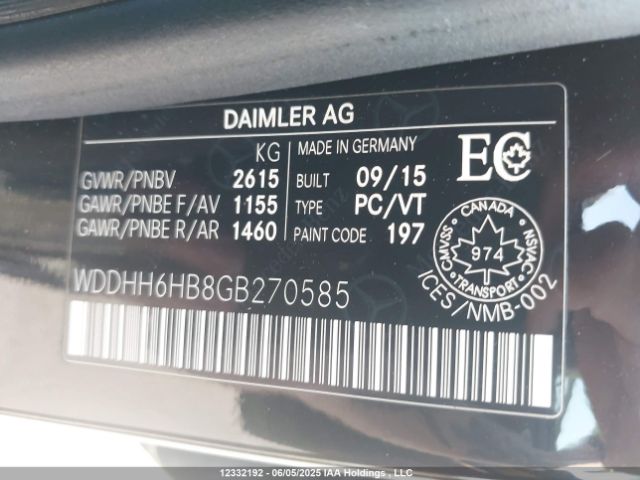 DAIMLER AG
KG
GVWR/PNBV 2615
GAWR/PNBE F/AV 1155
GAWR/PNBE R/AR 1460
MADE IN GERMANY
BUILT 09/15
TYPE PC/VT
PAINT CODE 197
EC
CANADA
CMVSS
974
NSVAC
TRANSPORT
ICES/NMB-002
WDDHH6HB8GB270585
12332192 - 06/05/2025 IAA Holdings , LLC